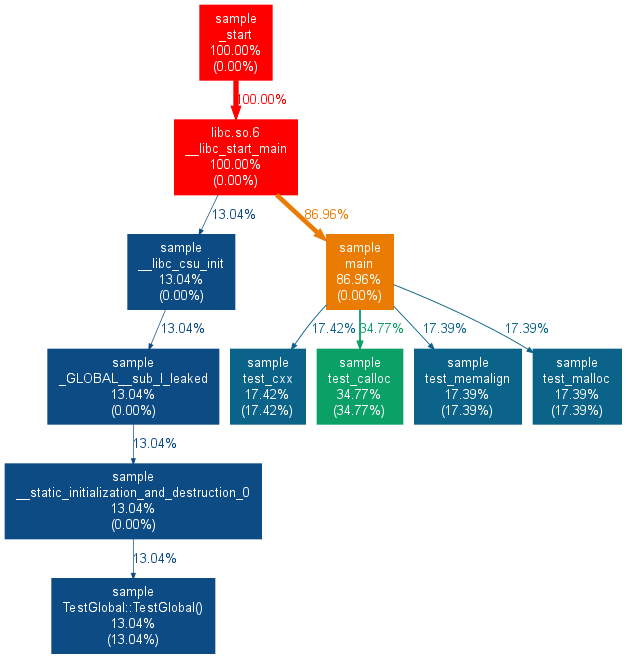 sample
_start
100.00%
(0.00%)
100.00%
libc.so.6
__libc_start_main
100.00%
(0.00%)
13.04%
86.96%
sample
__libc_csu_init
13.04%
(0.00%)
sample
main
86.96%
(0.00%)
13.04%
17.42%
34.77%
17.39%
17.39%
sample
_GLOBAL__sub_I_leaked
13.04%
(0.00%)
sample
test_cxx
17.42%
(17.42%)
sample
test_calloc
34.77%
(34.77%)
sample
test_memalign
17.39%
(17.39%)
sample
test_malloc
17.39%
(17.39%)
13.04%
sample
__static_initialization_and_destruction_0
13.04%
(0.00%)
13.04%
sample
TestGlobal::TestGlobal()
13.04%
(13.04%)